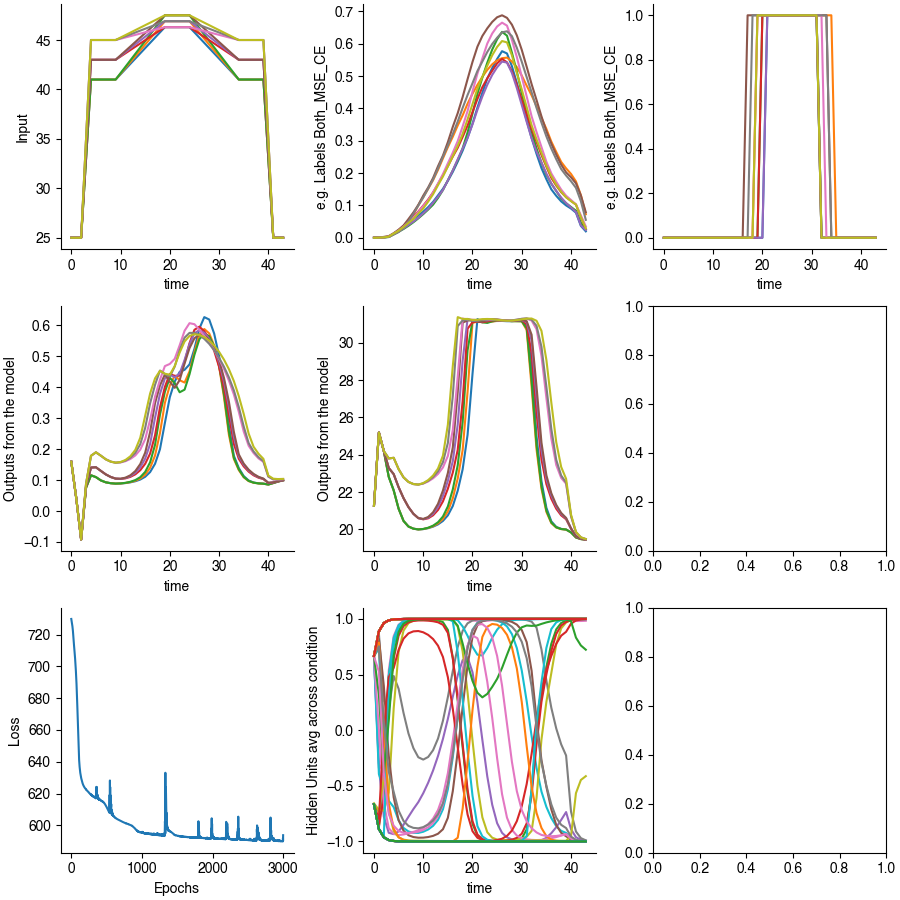 45
40
35
30
25
Input
0 10 20 30 40
time
0.7
0.6
0.5
0.4
0.3
0.2
0.1
0.0
e.g. Labels Both_MSE_CE
0 10 20 30 40
time
1.0
0.8
0.6
0.4
0.2
0.0
e.g. Labels Both_MSE_CE
0 10 20 30 40
time
0.6
0.5
0.4
0.3
0.2
0.1
0.0
−0.1
Outputs from the model
0 10 20 30 40
time
30
28
26
24
22
20
Outputs from the model
0 10 20 30 40
time
1.0
0.8
0.6
0.4
0.2
0.0
0.0 0.2 0.4 0.6 0.8 1.0
720
700
680
660
640
620
600
Loss
0 1000 2000 3000
Epochs
1.0
0.5
0.0
−0.5
−1.0
Hidden Units avg across condition
0 10 20 30 40
time
1.0
0.8
0.6
0.4
0.2
0.0
0.0 0.2 0.4 0.6 0.8 1.0